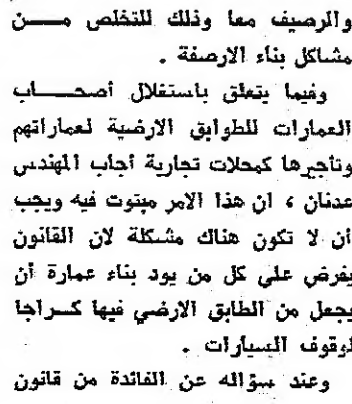 والرصيف معا وذلك للتخلص من
مشاكل بناء الارصفة .
وفيما يتعلق باستغلال أصحاب
العمارات للطوابق الارضية لعماراتهم
وتأجيرها كمحلات تجارية أجاب المهندس
عدنان ، ان هذا الامر مبتوت فيه ويجب
أن لا تكون هناك مشكلة لان القانون
يفرض على كل من يود بناء عمارة أن
يجعل من الطابق الارضي فيها كراجا
لوقوف السيارات .
وعند سؤاله عن الفائدة من قانون